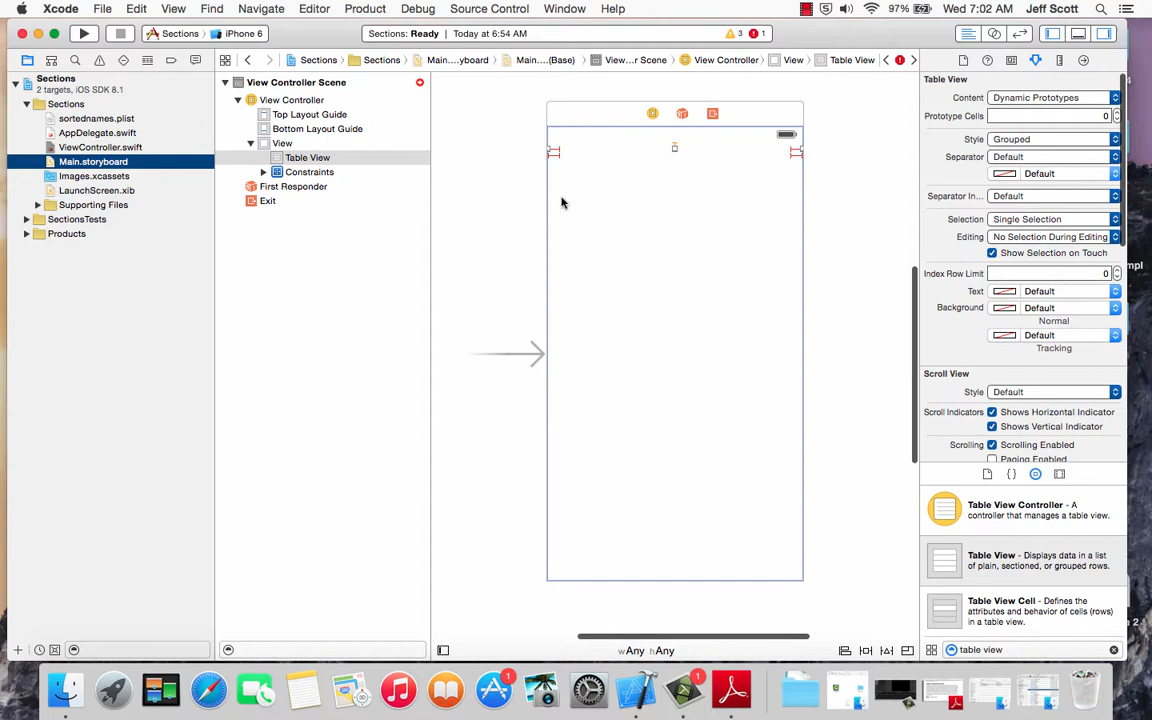 Xcode File Edit View Find Navigate Editor Product Debug Source Control Window Help 97% Wed 7:02 AM Jeff Scott
Sections iPhone 6 Sections: Ready Today at 6:54 AM 3 1
Sections Sections Main....yboard Main....(Base) View...r Scene View Controller View Table View
Sections
2 targets, iOS SDK 8.1
Sections
sortednames.plist
AppDelegate.swift
ViewController.swift
Main.storyboard
Images.xcassets
LaunchScreen.xib
Supporting Files
SectionsTests
Products
View Controller Scene
View Controller
Top Layout Guide
Bottom Layout Guide
View
Table View
Constraints
First Responder
Exit
wAny hAny
Table View
Content Dynamic Prototypes
Prototype Cells 0
Style Grouped
Separator Default
Default
Separator In... Default
Selection Single Selection
Editing No Selection During Editing
Show Selection on Touch
Index Row Limit 0
Text Default
Background Default
Normal
Default
Tracking
Scroll View
Style Default
Scroll Indicators Shows Horizontal Indicator
Shows Vertical Indicator
Scrolling Scrolling Enabled
Paging Enabled
Table View Controller - A
controller that manages a table view.
Table View - Displays data in a list
of plain, sectioned, or grouped rows.
Table View Cell - Defines the
attributes and behavior of cells (rows)
in a table view.
table view
mpl
1
1